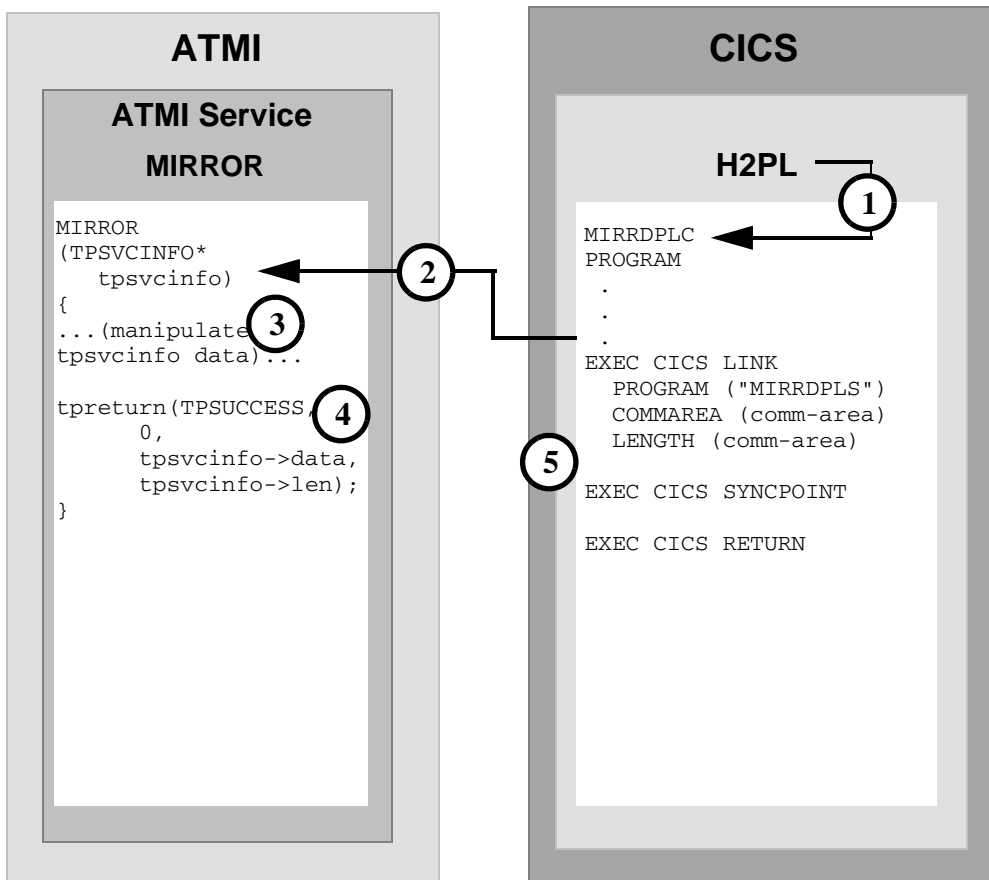 ATMI
ATMI Service
MIRROR
MIRROR
(TPSVCINFO*
tpsvcinfo)
{
...(manipulate
tpsvcinfo data)...
tpreturn(TPSUCCESS,
0,
tpsvcinfo->data,
tpsvcinfo->len);
}
2
3
4
CICS
H2PL
1
MIRRDPLC
PROGRAM
.
.
.
EXEC CICS LINK
PROGRAM ("MIRRDPLS")
COMMAREA (comm-area)
LENGTH (comm-area)
5
EXEC CICS SYNCPOINT
EXEC CICS RETURN